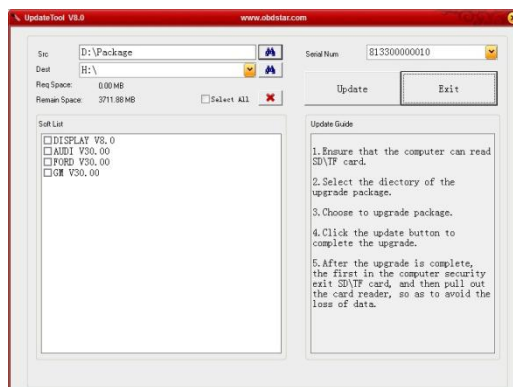 UpdateTool V8.0 www.obdstar.com
Src D:\Package
Dest H:\
Req Space: 0.00 MB
Remain Space: 3711.88 MB
Select All
Serial Num 813300000010
Update Exit
Soft List
DISPLAY V8.0
AUDI V30.00
FORD V30.00
GM V30.00
Update Guide
1.Ensure that the computer can read
SD\TF card.
2.Select the diectory of the
upgrade package.
3.Choose to upgrade package.
4.Click the update button to
complete the upgrade.
5.After the upgrade is complete,
the first in the computer security
exit SD\TF card, and then pull out
the card reader, so as to avoid the
loss of data.